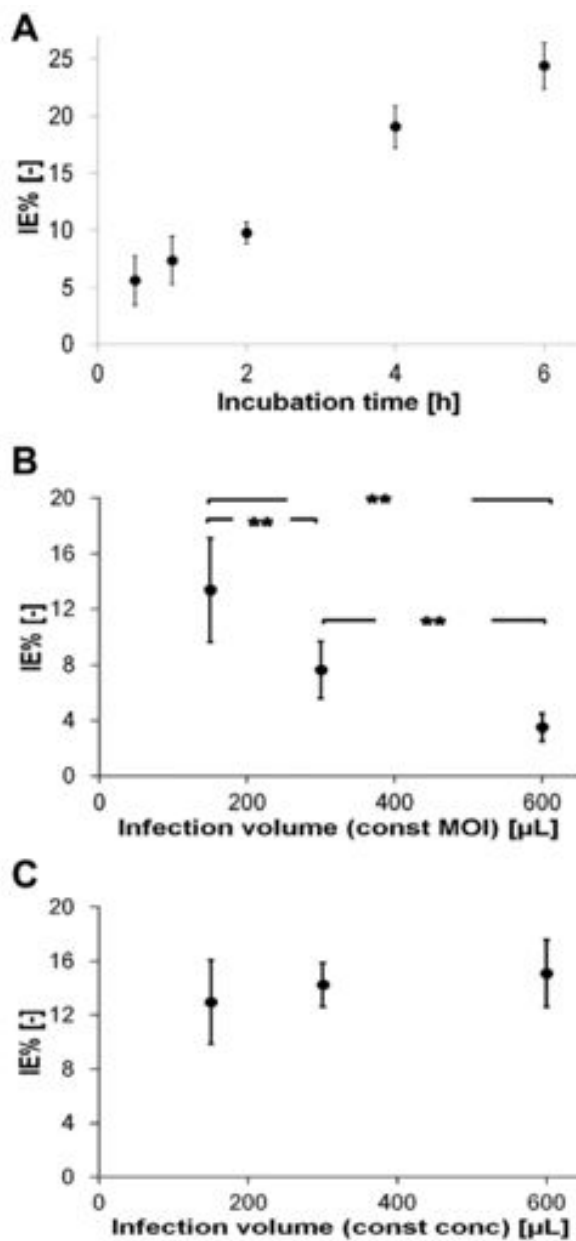 A
25
20
15
10
5
0
IE% [-]
0 2 4 6
Incubation time [h]
B
20
16
12
8
4
0
IE% [-]
**
**
**
0 200 400 600
Infection volume (const MOI) [µL]
C
20
16
12
8
4
0
IE% [-]
0 200 400 600
Infection volume (const conc) [µL]